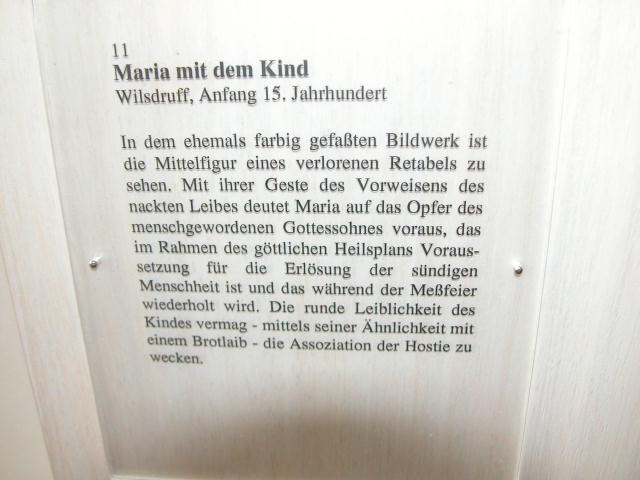 11
Maria mit dem Kind
Wilsdruff, Anfang 15. Jahrhundert
In dem ehemals farbig gefaßten Bildwerk ist
die Mittelfigur eines verlorenen Retabels zu
sehen. Mit ihrer Geste des Vorweisens des
nackten Leibes deutet Maria auf das Opfer des
menschgewordenen Gottessohnes voraus, das
im Rahmen des göttlichen Heilsplans Voraus-
setzung für die Erlösung der sündigen
Menschheit ist und das während der Meßfeier
wiederholt wird. Die runde Leiblichkeit des
Kindes vermag - mittels seiner Ähnlichkeit mit
einem Brotlaib - die Assoziation der Hostie zu
wecken.